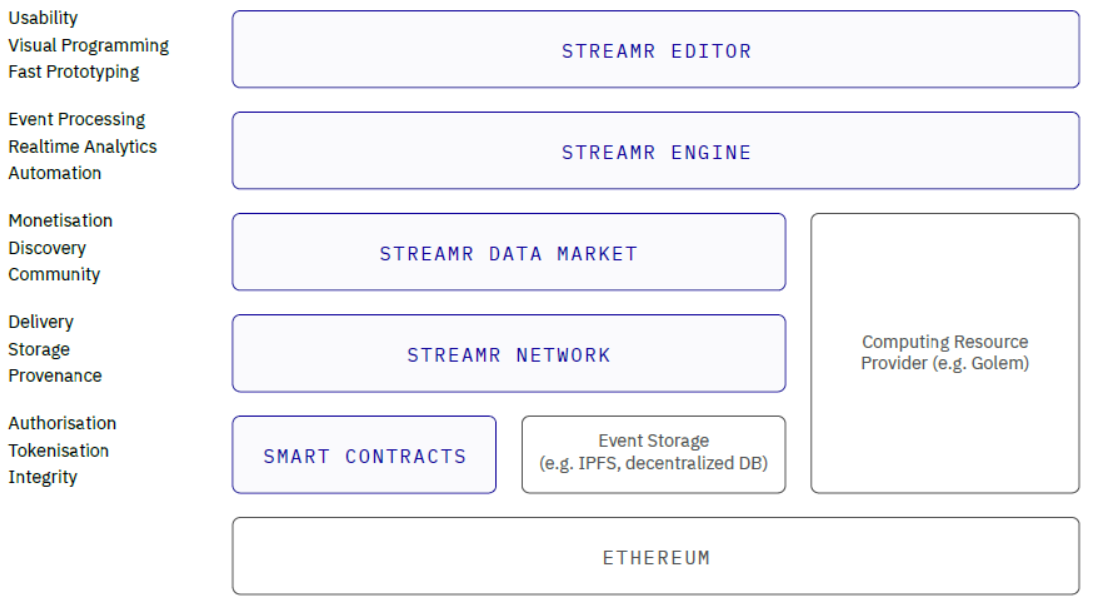 Usability
Visual Programming
Fast Prototyping
STREAMR EDITOR
Event Processing
Realtime Analytics
Automation
STREAMR ENGINE
Monetisation
Discovery
Community
STREAMR DATA MARKET
Delivery
Storage
Provenance
STREAMR NETWORK
Computing Resource
Provider (e.g. Golem)
Authorisation
Tokenisation
Integrity
SMART CONTRACTS
Event Storage
(e.g. IPFS, decentralized DB)
ETHEREUM